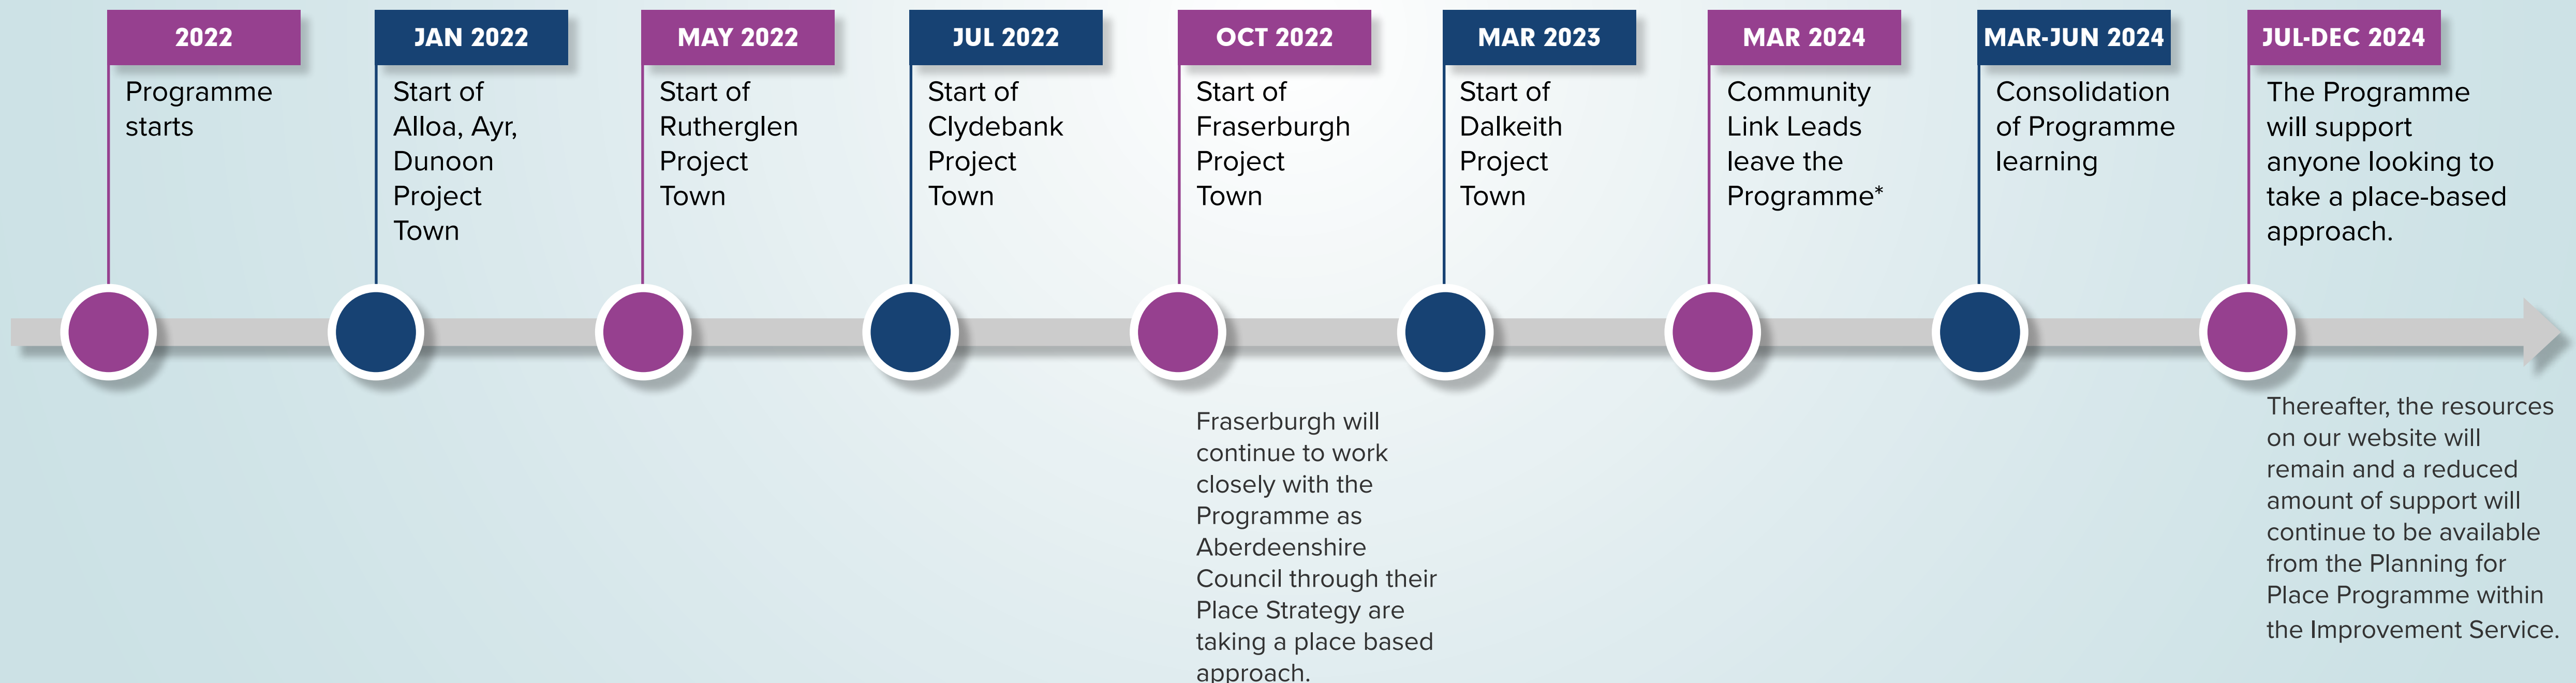 2022
Programme
starts
JAN 2022
Start of
Alloa, Ayr,
Dunoon
Project
Town
MAY 2022
Start of
Rutherglen
Project
Town
JUL 2022
Start of
Clydebank
Project
Town
OCT 2022
Start of
Fraserburgh
Project
Town
Fraserburgh will
continue to work
closely with the
Programme as
Aberdeenshire
Council through their
Place Strategy are
taking a place based
approach.
MAR 2023
Start of
Dalkeith
Project
Town
MAR 2024
Community
Link Leads
leave the
Programme*
MAR-JUN 2024
Consolidation
of Programme
learning
JUL-DEC 2024
The Programme
will support
anyone looking to
take a place-based
approach.
Thereafter, the resources
on our website will
remain and a reduced
amount of support will
continue to be available
from the Planning for
Place Programme within
the Improvement Service.